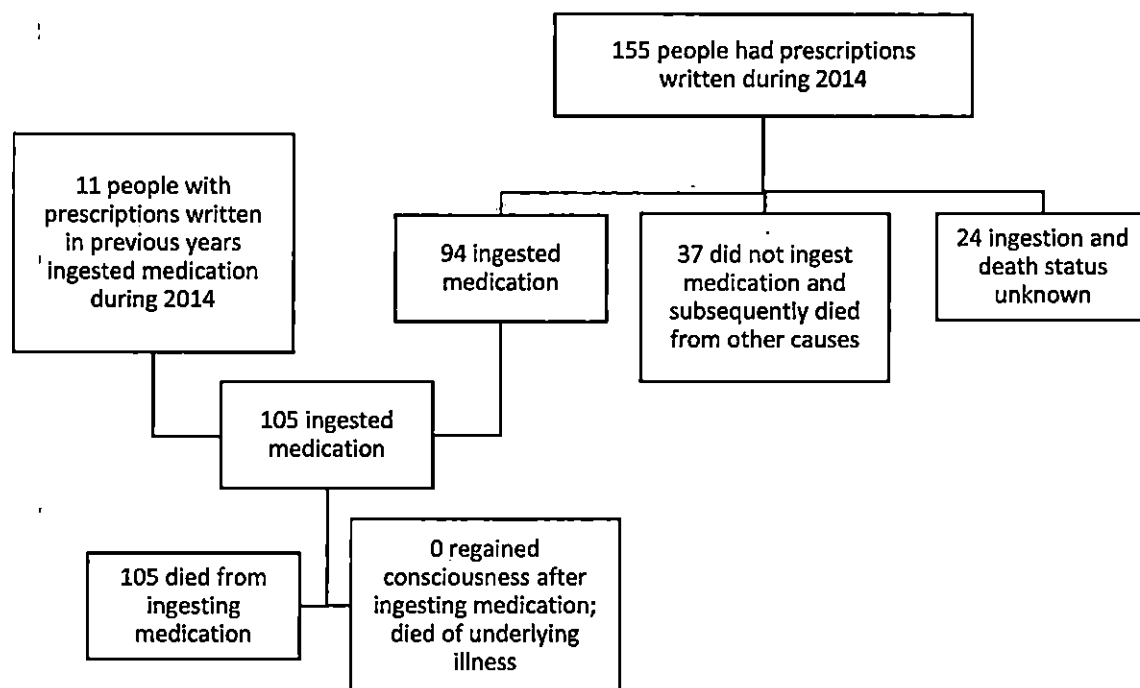 155 people had prescriptions
written during 2014
11 people with
prescriptions written
in previous years
ingested medication
during 2014
94 ingested
medication
37 did not ingest
medication and
subsequently died
from other causes
24 ingestion and
death status
unknown
105 ingested
medication
105 died from
ingesting
medication
0 regained
consciousness after
ingesting medication;
died of underlying
illness